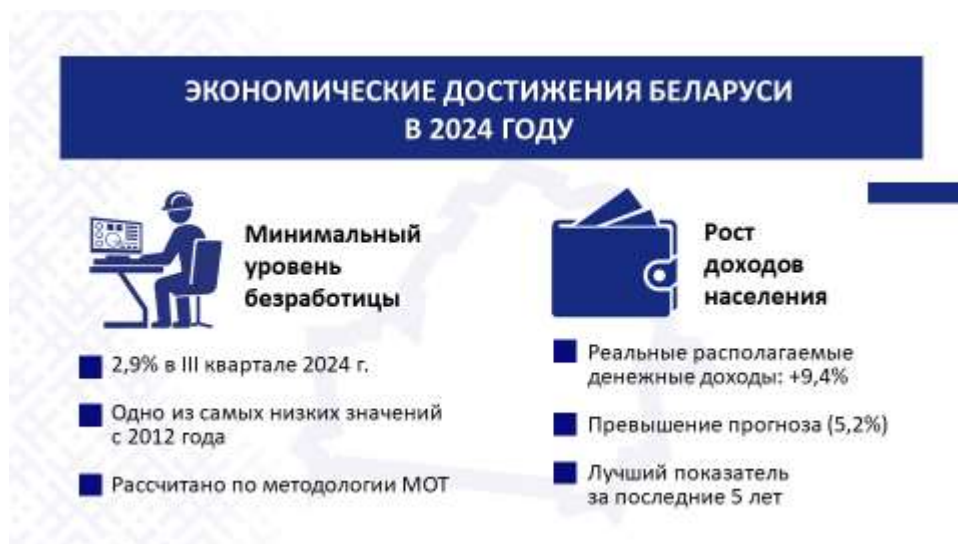 ЭКОНОМИЧЕСКИЕ ДОСТИЖЕНИЯ БЕЛАРУСИ
В 2024 ГОДУ
Минимальный
уровень
безработицы
2,9% в III квартале 2024 г.
Одно из самых низких значений
с 2012 года
Рассчитано по методологии МОТ
Рост
доходов
населения
Реальные располагаемые
денежные доходы: +9,4%
Превышение прогноза (5,2%)
Лучший показатель
за последние 5 лет